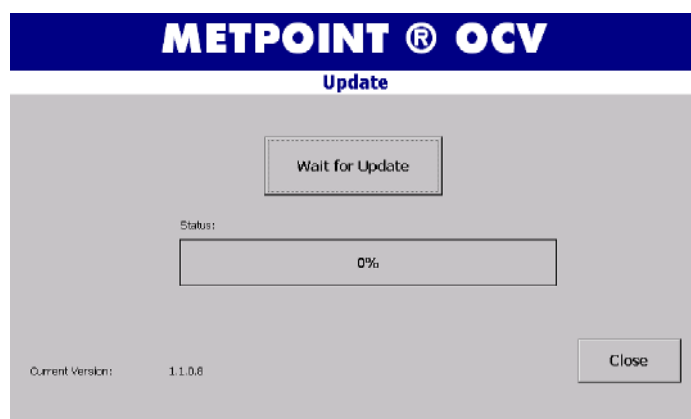 METPOINT ® OCV
Update
Wait for Update
Status:
0%
Close
Current Version: 1.1.0.8